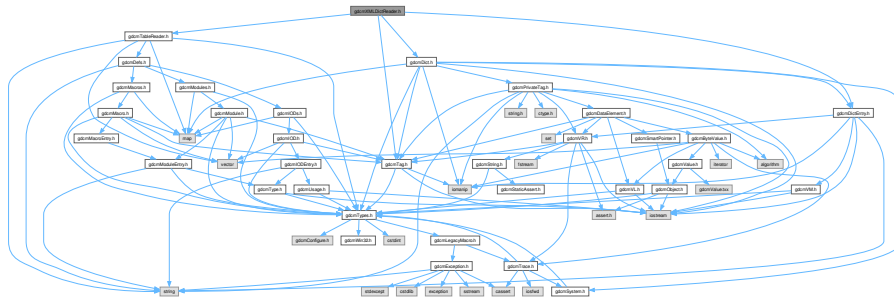 gdcmXMLDictReader.h
gdcmTableReader.h
gdcmDefs.h
gdcmDict.h
gdcmMacros.h
gdcmModules.h
gdcmPrivateTag.h
gdcmMacro.h
gdcmModule.h
gdcmIODs.h
string.h
ctype.h
gdcmDataElement.h
gdcmDictEntry.h
gdcmMacroEntry.h
map
gdcmIOD.h
set
gdcmVR.h
gdcmSmartPointer.h
gdcmByteValue.h
gdcmModuleEntry.h
vector
gdcmIODEntry.h
gdcmTag.h
gdcmString.h
fstream
gdcmValue.h
iterator
algorithm
gdcmType.h
gdcmUsage.h
iomanip
gdcmStaticAssert.h
gdcmVL.h
gdcmObject.h
gdcmValue.txx
gdcmVM.h
gdcmTypes.h
assert.h
iostream
gdcmConfigure.h
gdcmWin32.h
cstdint
gdcmLegacyMacro.h
gdcmException.h
gdcmTrace.h
string
stdexcept
cstdlib
exception
sstream
cassert
iosfwd
gdcmSystem.h